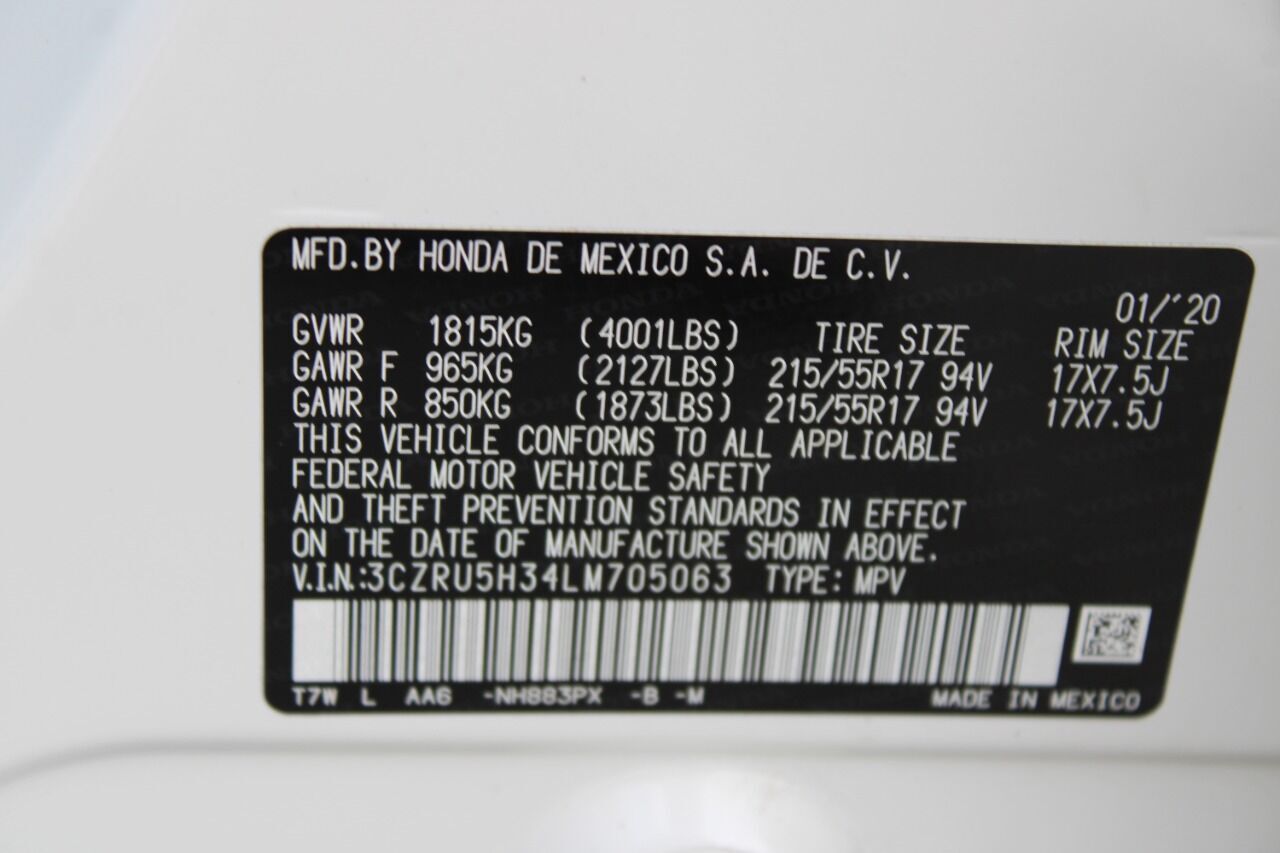 MFD.BY HONDA DE MEXICO S.A. DE C.V.
01/'20
GVWR 1815KG (4001LBS) TIRE SIZE RIM SIZE
GAWR F 965KG (2127LBS) 215/55R17 94V 17X7.5J
GAWR R 850KG (1873LBS) 215/55R17 94V 17X7.5J
THIS VEHICLE CONFORMS TO ALL APPLICABLE
FEDERAL MOTOR VEHICLE SAFETY
AND THEFT PREVENTION STANDARDS IN EFFECT
ON THE DATE OF MANUFACTURE SHOWN ABOVE.
V.I.N.:3CZRU5H34LM705063 TYPE: MPV
T7W L AA6 -NH883PX -B -M MADE IN MEXICO